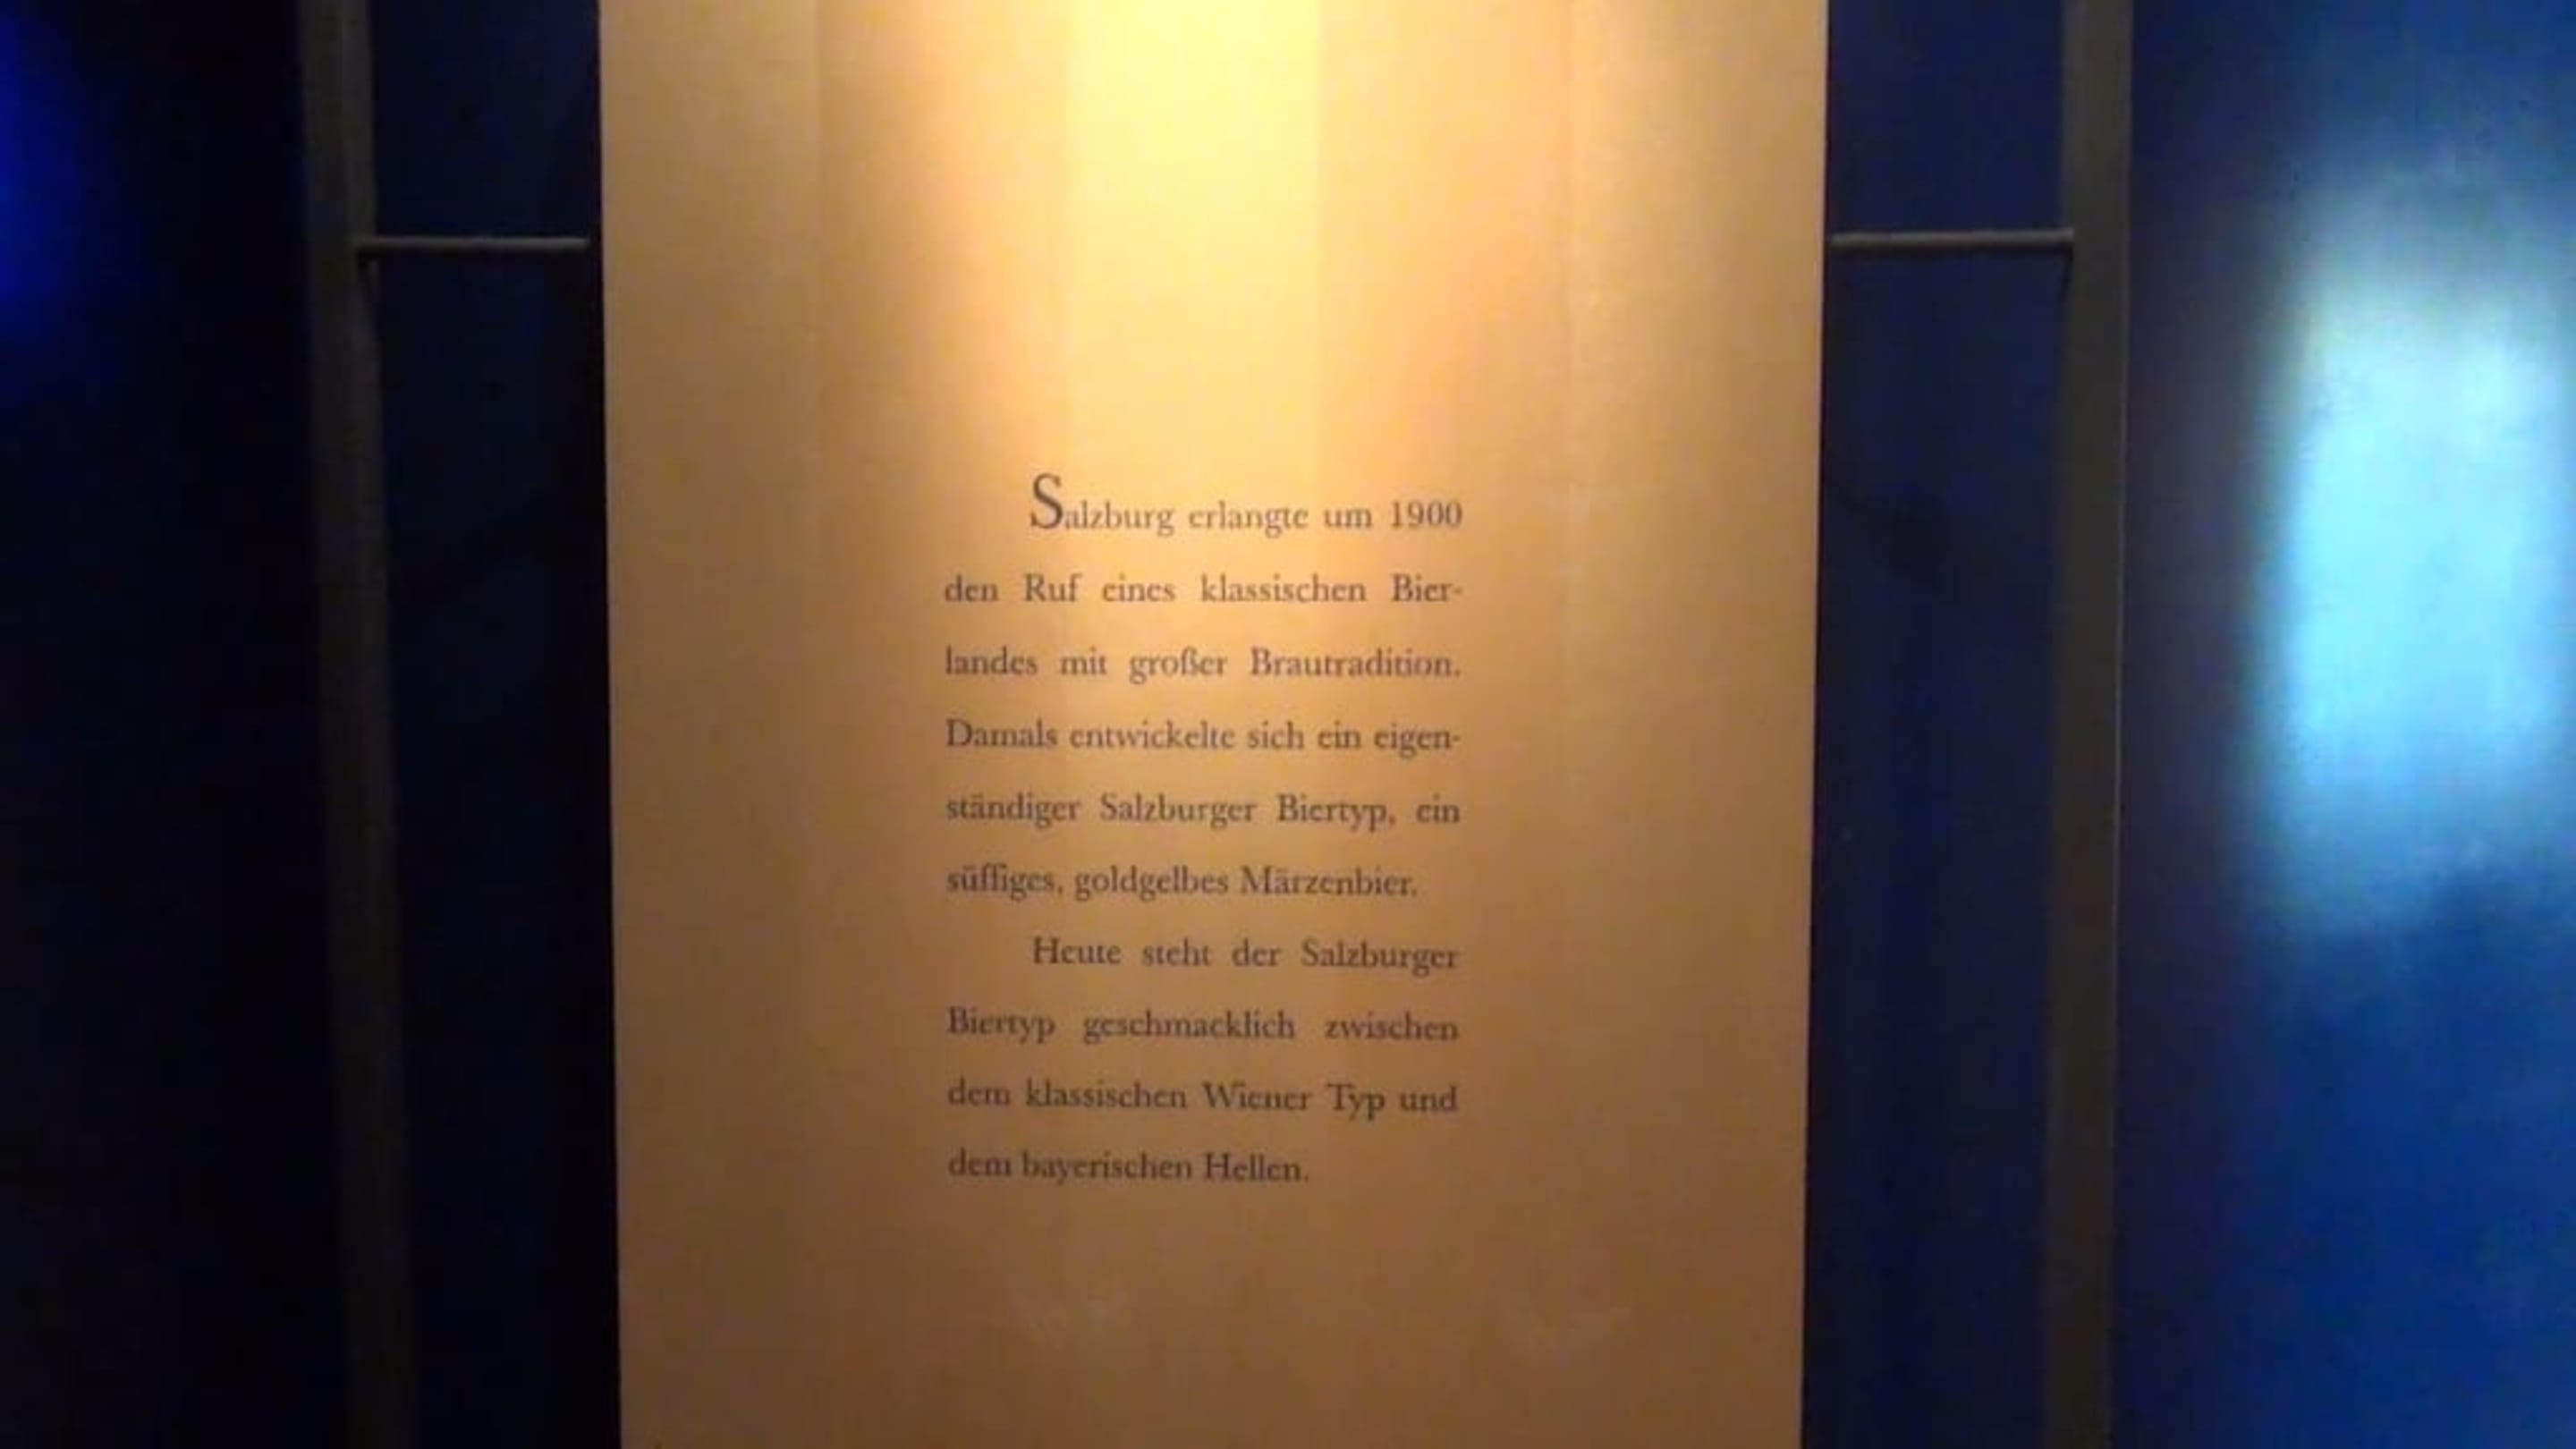 Salzburg erlangte um 1900
den Ruf eines klassischen Bier-
landes mit großer Brautradition.
Damals entwickelte sich ein eigen-
ständiger Salzburger Biertyp, ein
süffiges, goldgelbes Märzenbier.
Heute steht der Salzburger
Biertyp geschmacklich zwischen
dem klassischen Wiener Typ und
dem bayerischen Hellen.